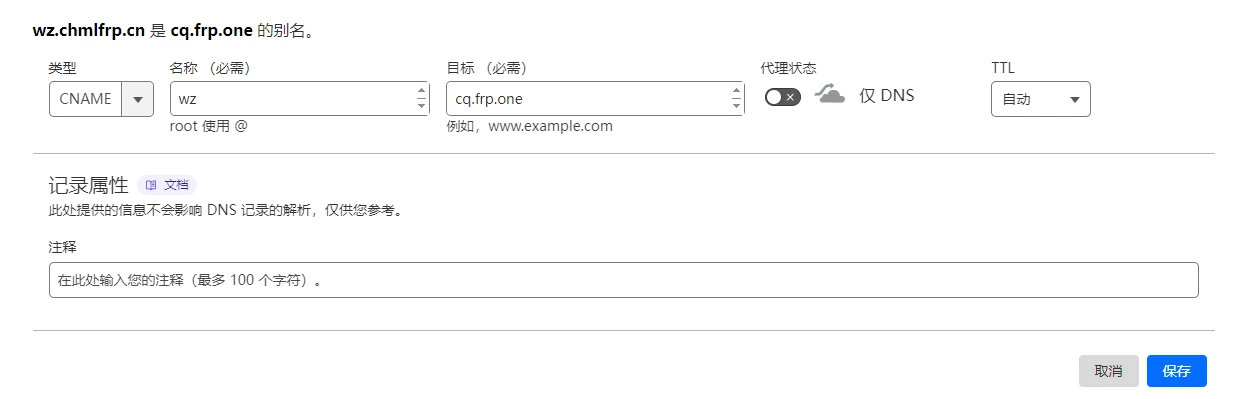 wz.chmlfrp.cn 是 cq.frp.one 的别名。
类型 名称 （必需） 目标 （必需） 代理状态 TTL
CNAME wz cq.frp.one 仅 DNS 自动
root 使用 @ 例如，www.example.com
记录属性 文档
此处提供的信息不会影响 DNS 记录的解析，仅供您参考。
注释
在此处输入您的注释（最多 100 个字符）。
取消 保存